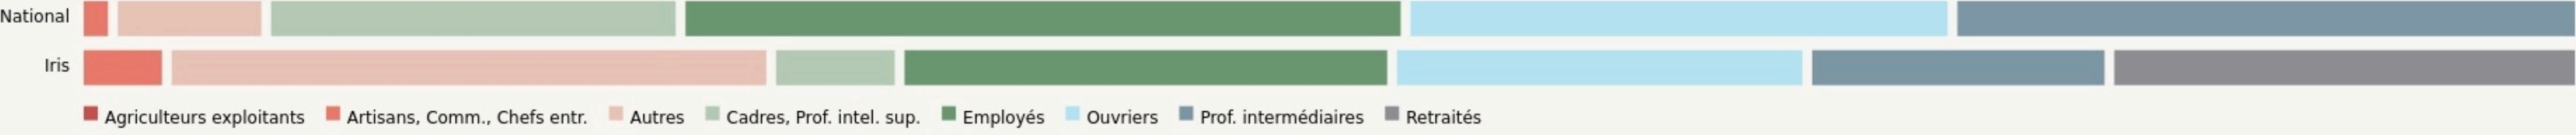 National
Iris
Agriculteurs exploitants Artisans, Comm., Chefs entr. Autres Cadres, Prof. intel. sup. Employés Ouvriers Prof. intermédiaires Retraités